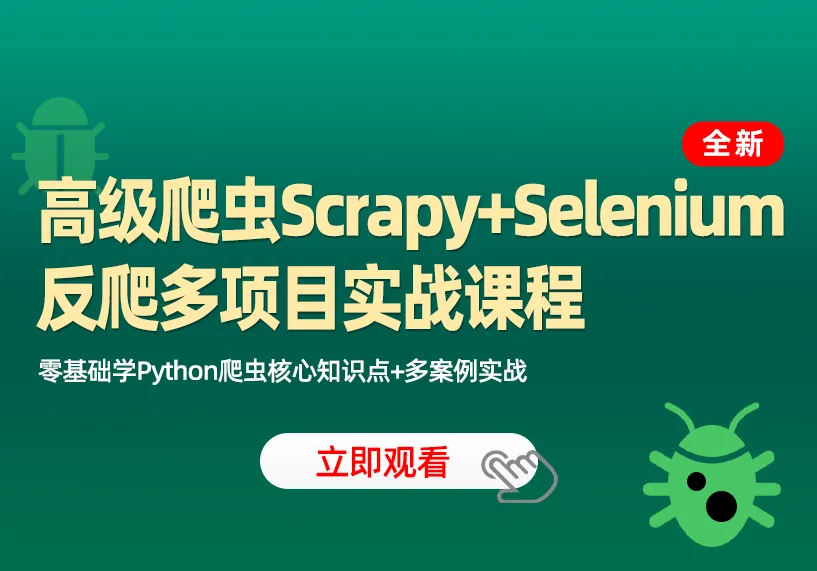 全新
高级爬虫Scrapy+Selenium
反爬多项目实战课程
零基础学Python爬虫核心知识点+多案例实战
立即观看